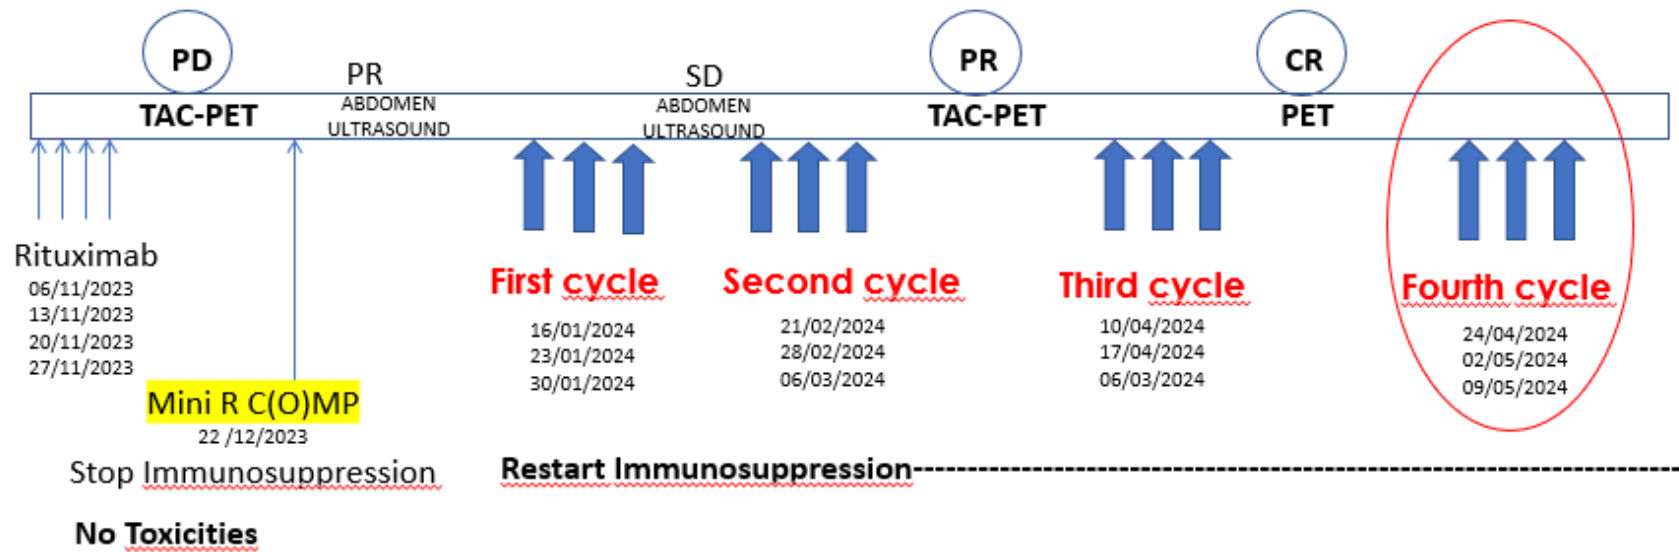 PD
PR
SD
PR
CR
TAC-PET
ABDOMEN
ULTRASOUND
ABDOMEN
ULTRASOUND
TAC-PET
PET
Rituximab
06/11/2023
13/11/2023
20/11/2023
27/11/2023
Mini R C(O)MP
22 /12/2023
First cycle
16/01/2024
23/01/2024
30/01/2024
Second cycle
21/02/2024
28/02/2024
06/03/2024
Third cycle
10/04/2024
17/04/2024
06/03/2024
Fourth cycle
24/04/2024
02/05/2024
09/05/2024
Stop Immunosuppression
Restart Immunosuppression
No Toxicities